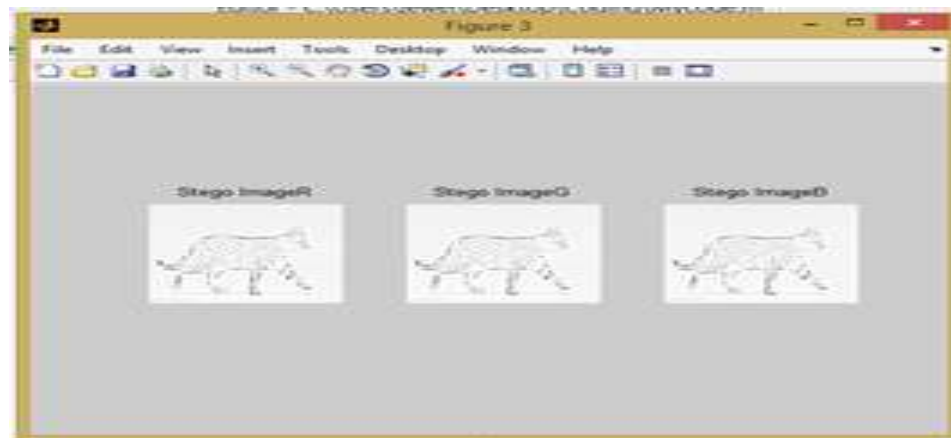 Figure 3
File Edit View Insert Tools Desktop Window Help
Stego ImageR Stego ImageG Stego ImageB